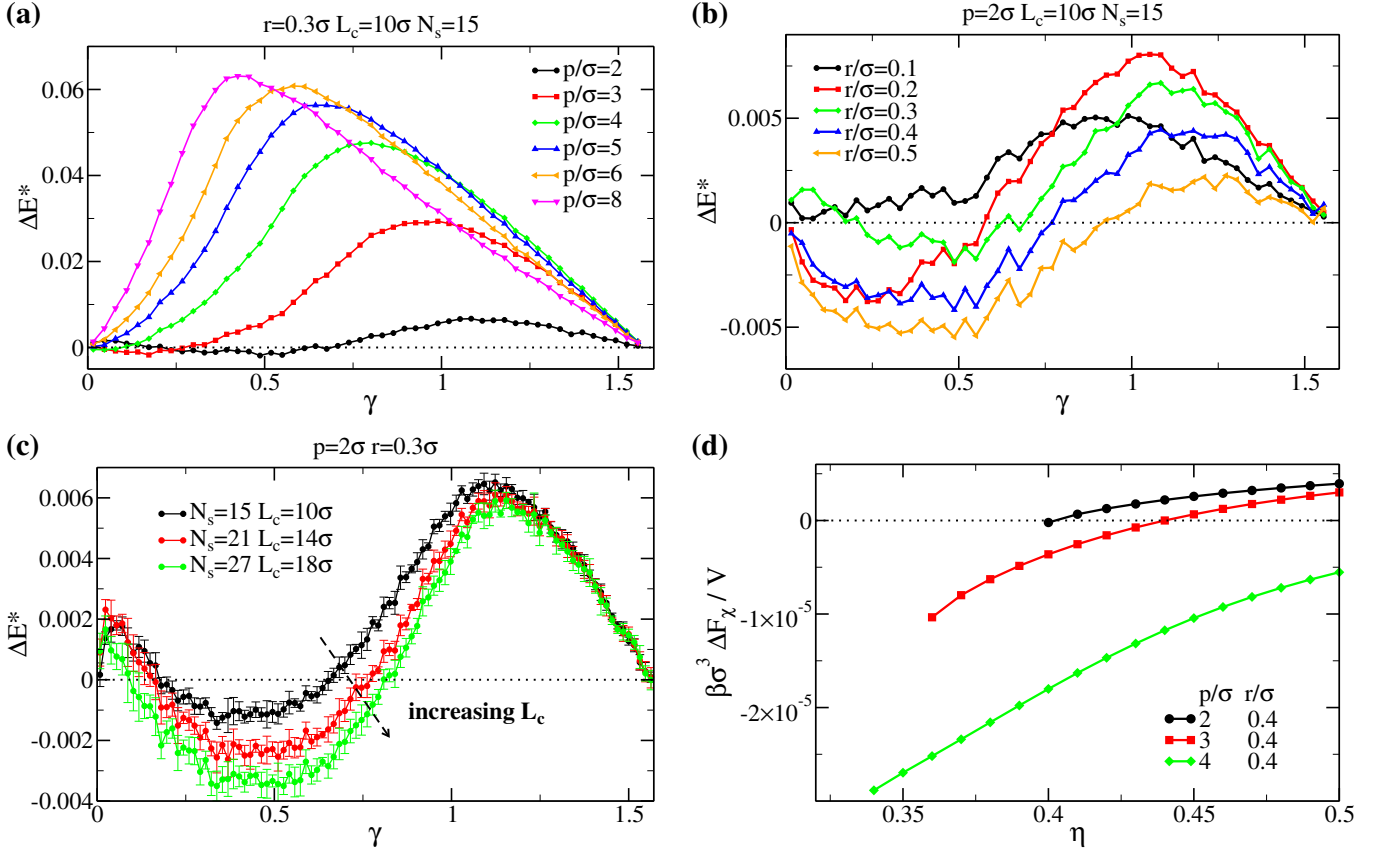 (a)
r=0.3σ L_c=10σ N_s=15
p/σ=2
p/σ=3
p/σ=4
p/σ=5
p/σ=6
p/σ=8
0.06
0.04
0.02
0
ΔE*
0 0.5 1 1.5
γ
(b)
p=2σ L_c=10σ N_s=15
r/σ=0.1
r/σ=0.2
r/σ=0.3
r/σ=0.4
r/σ=0.5
0.005
0
-0.005
ΔE*
0 0.5 1 1.5
γ
(c)
p=2σ r=0.3σ
N_s=15 L_c=10σ
N_s=21 L_c=14σ
N_s=27 L_c=18σ
increasing L_c
0.006
0.004
0.002
0
-0.002
-0.004
ΔE*
0 0.5 1 1.5
γ
(d)
0
-1×10^-5
-2×10^-5
βσ^3 ΔF_χ / V
p/σ r/σ
2 0.4
3 0.4
4 0.4
0.35 0.4 0.45 0.5
η